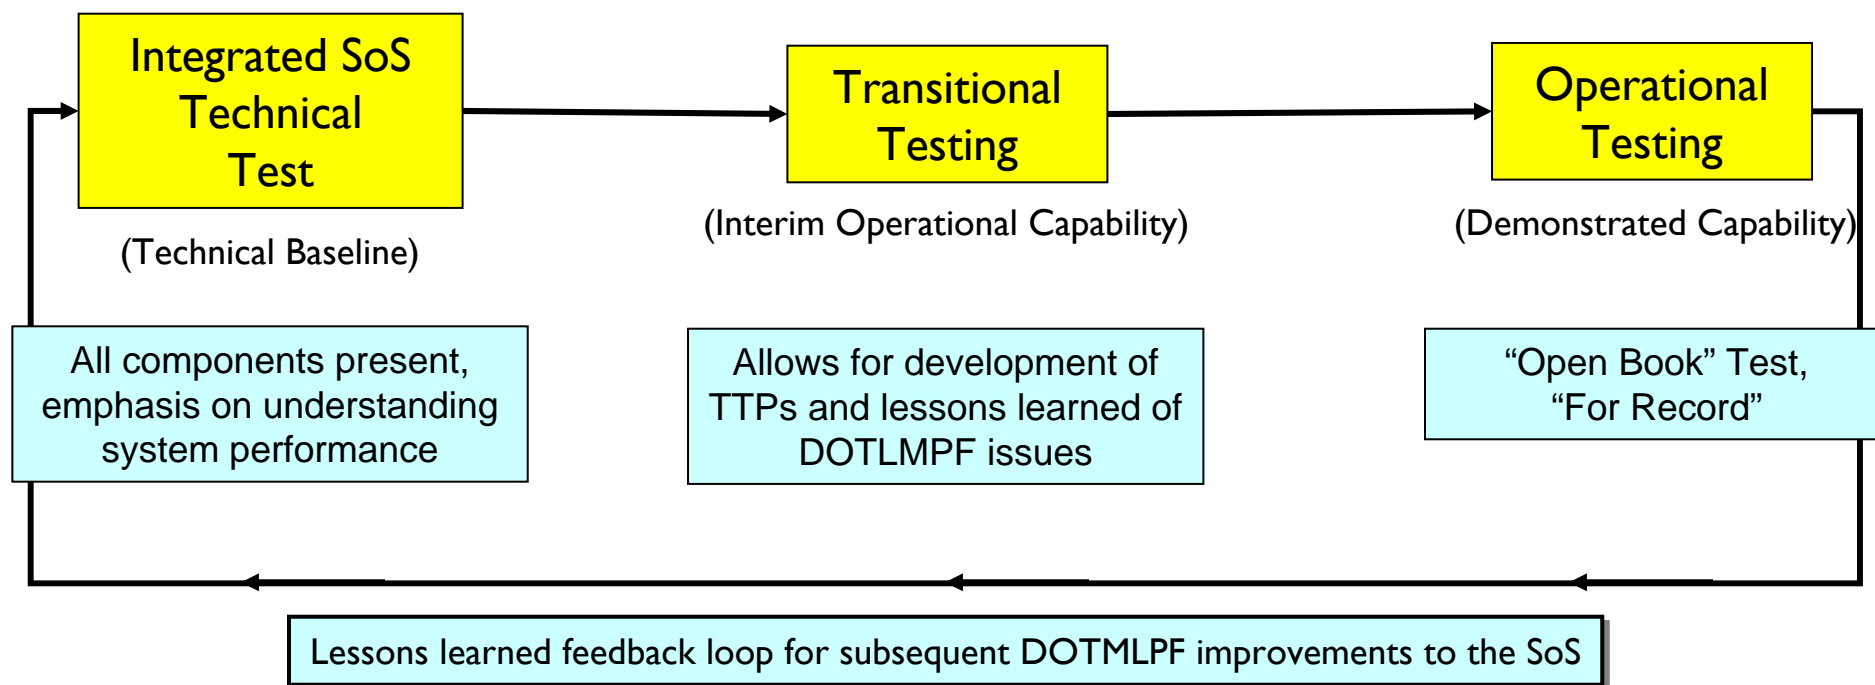 Integrated SoS
Technical
Test
(Technical Baseline)
All components present,
emphasis on understanding
system performance
Transitional
Testing
(Interim Operational Capability)
Allows for development of
TTPs and lessons learned of
DOTLMPF issues
Operational
Testing
(Demonstrated Capability)
“Open Book” Test,
“For Record”
Lessons learned feedback loop for subsequent DOTMLPF improvements to the SoS